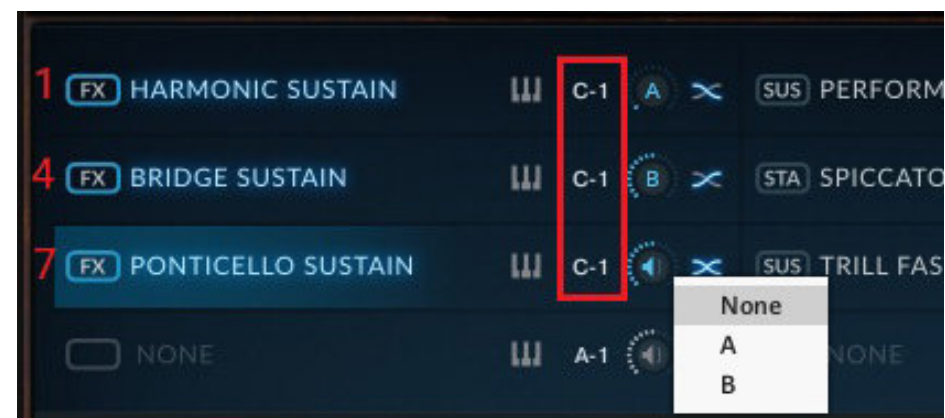 1 FX HARMONIC SUSTAIN C-1 A SUS PERFORM
4 FX BRIDGE SUSTAIN C-1 B STA SPICCATO
7 FX PONTICELLO SUSTAIN C-1 SUS TRILL FAS
None
NONE A-1 A NONE
B